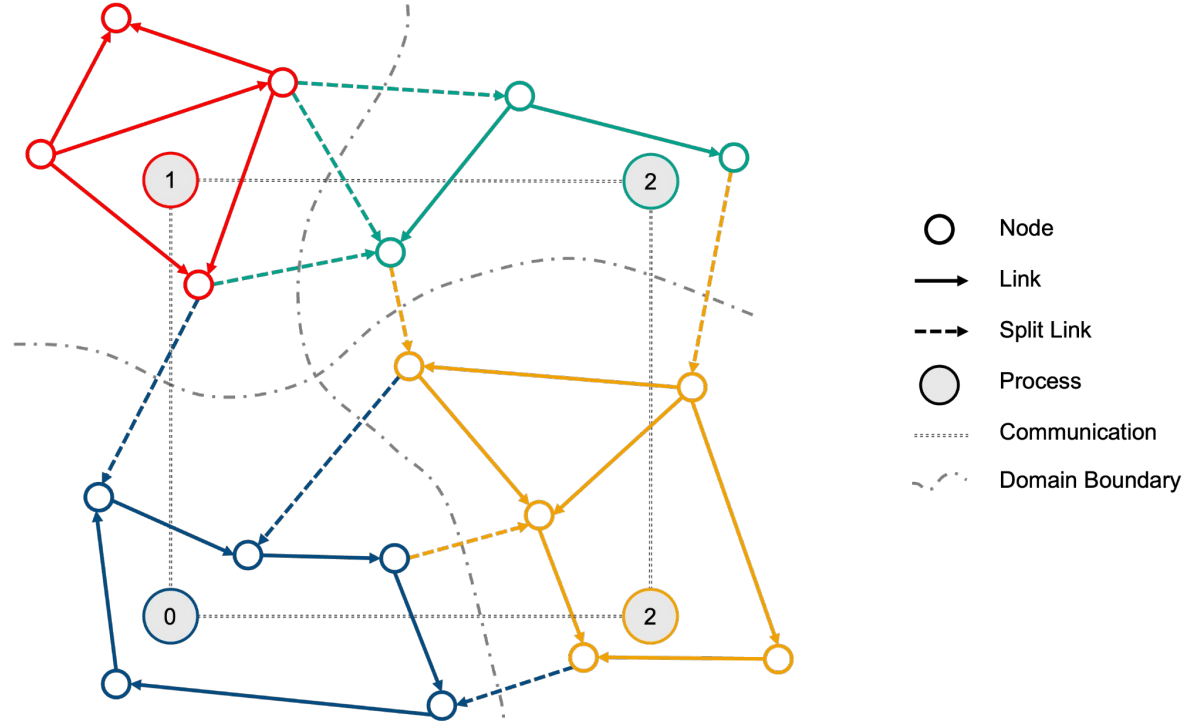 1
2
0
2
Node
Link
Split Link
Process
Communication
Domain Boundary